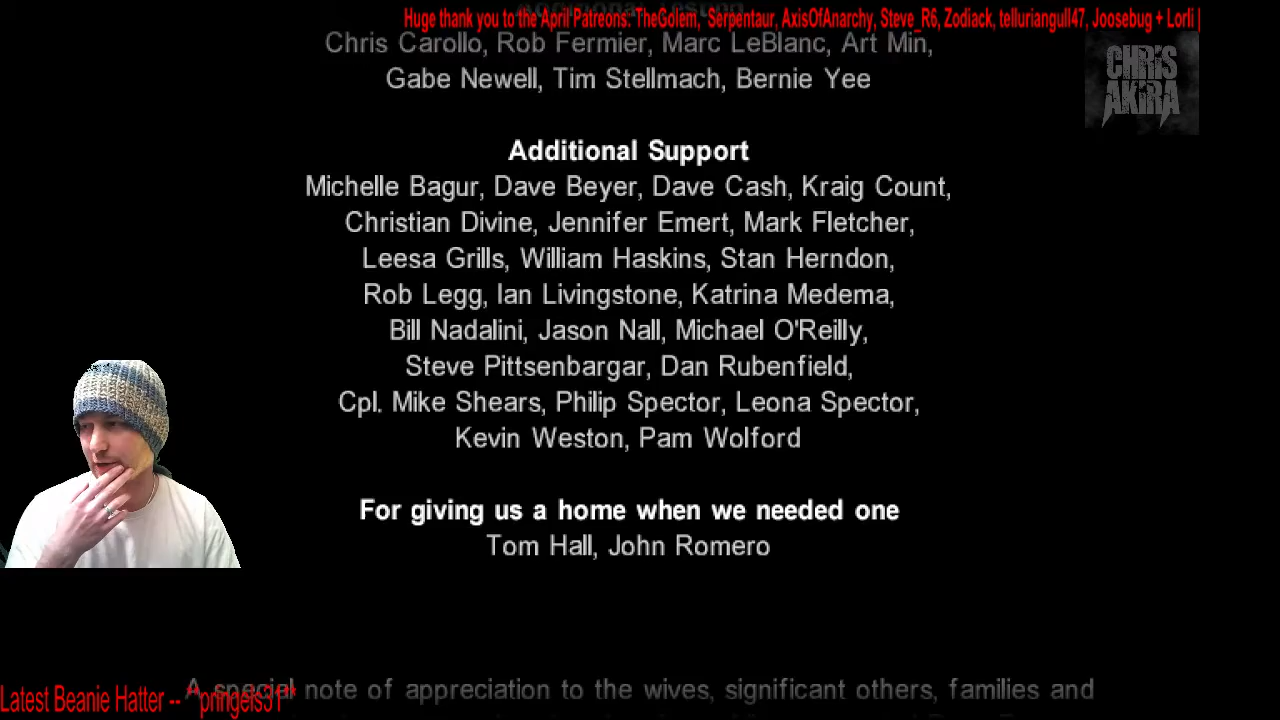 Huge thank you to the April Patreons: TheGolem, Serpentaur, AxisOfAnarchy, Steve_R6, Zodiack, telluriangull47, Joosebug + Lorli |
Chris Carollo, Rob Fermier, Marc LeBlanc, Art Min,
Gabe Newell, Tim Stellmach, Bernie Yee
CHRIS
AKIRA
Additional Support
Michelle Bagur, Dave Beyer, Dave Cash, Kraig Count,
Christian Divine, Jennifer Emert, Mark Fletcher,
Leesa Grills, William Haskins, Stan Herndon,
Rob Legg, Ian Livingstone, Katrina Medema,
Bill Nadalini, Jason Nall, Michael O'Reilly,
Steve Pittsenbargar, Dan Rubenfield,
Cpl. Mike Shears, Philip Spector, Leona Spector,
Kevin Weston, Pam Wolford
For giving us a home when we needed one
Tom Hall, John Romero
A special note of appreciation to the wives, significant others, families and
Latest Beanie Hatter -- **pringels31**